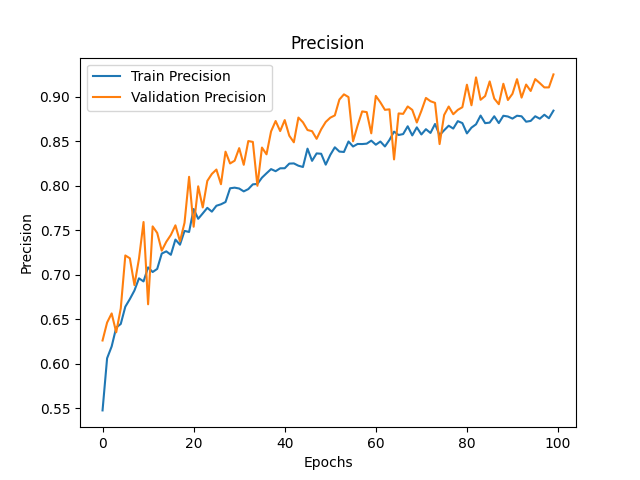 Precision
Train Precision
Validation Precision
Precision
0.90
0.85
0.80
0.75
0.70
0.65
0.60
0.55
0 20 40 60 80 100
Epochs